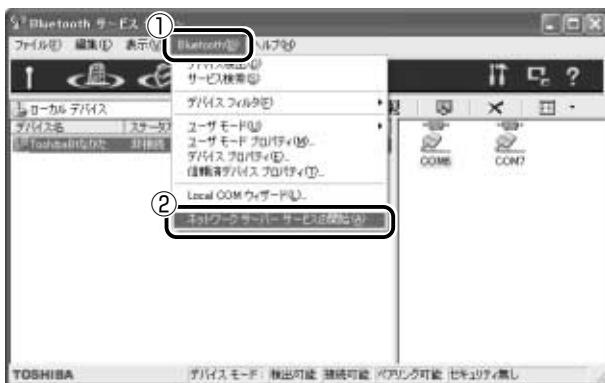 ①
Bluetooth サービス
ファイル(F) 編集(E) 表示(V) Bluetooth(B) ヘルプ(H)
サービス検索(S)
ローカル デバイス
デバイス フィルタ(E)
デバイス名 ステータ
ユーザ モード(U)
COM6 COM7
ユーザ モード プロパティ(M)...
デバイス プロパティ(E)...
信頼済デバイス プロパティ(T)...
Local COM ウィザード(L)...
②
ネットワーク サーバー サービスの開始(A)
TOSHIBA デバイス モード: 検出可能 接続可能 ペアリング可能 セキュリティ無し